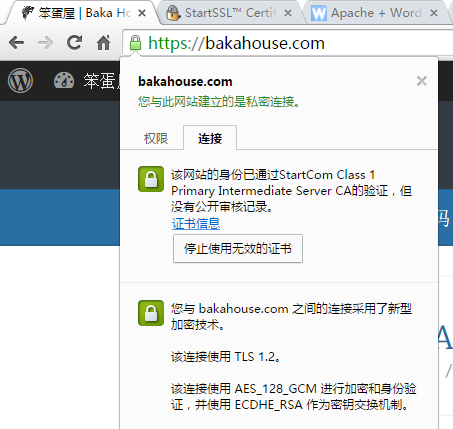 笨蛋屋 | Baka Ho
StartSSL™ Certif
Apache + Word
https://bakahouse.com
笨蛋屋
bakahouse.com
您与此网站建立的是私密连接。
权限
连接
该网站的身份已通过StartCom Class 1
Primary Intermediate Server CA的验证，但
没有公开审核记录。
证书信息
停止使用无效的证书
码
您与 bakahouse.com 之间的连接采用了新型
加密技术。
该连接使用 TLS 1.2。
A
/
该连接使用 AES_128_GCM 进行加密和身份验
证，并使用 ECDHE_RSA 作为密钥交换机制。